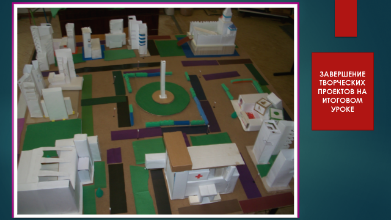 ЗАВЕРШЕНИЕ
ТВОРЧЕСКИХ
ПРОЕКТОВ НА
ИТОГОВОМ
УРОКЕ